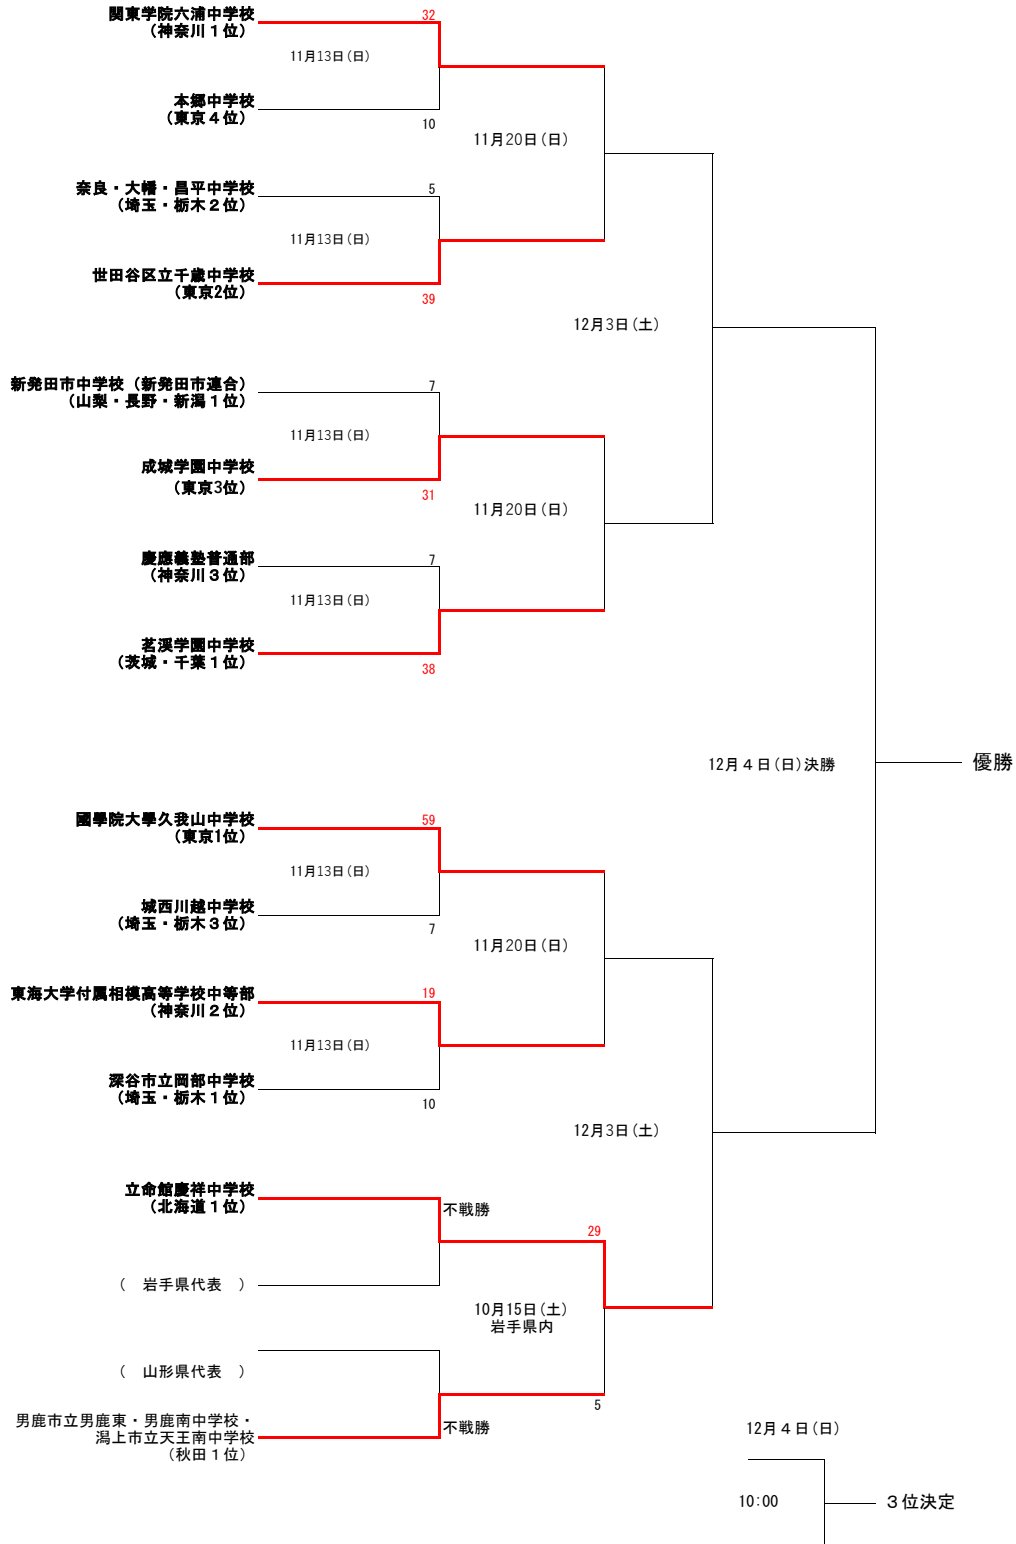 関東学院六浦中学校
（神奈川１位）
32
11月13日(日)
本郷中学校
（東京４位）
10
11月20日(日)
奈良・大幡・昌平中学校
（埼玉・栃木２位）
5
11月13日(日)
世田谷区立千歳中学校
（東京2位）
39
12月3日(土)
新発田市中学校（新発田市連合）
（山梨・長野・新潟１位）
7
11月13日(日)
成城学園中学校
（東京3位）
31
11月20日(日)
慶應義塾普通部
（神奈川３位）
7
11月13日(日)
茗溪学園中学校
（茨城・千葉１位）
38
12月４日(日)決勝
優勝
國學院大學久我山中学校
（東京1位）
59
11月13日(日)
城西川越中学校
（埼玉・栃木３位）
7
11月20日(日)
東海大学付属相模高等学校中等部
（神奈川２位）
19
11月13日(日)
深谷市立岡部中学校
（埼玉・栃木１位）
10
12月3日(土)
立命館慶祥中学校
（北海道１位）
不戦勝
29
（　岩手県代表　）
10月15日(土)
岩手県内
（　山形県代表　）
5
男鹿市立男鹿東・男鹿南中学校・
潟上市立天王南中学校
（秋田１位）
不戦勝
12月４日(日)
10:00
３位決定